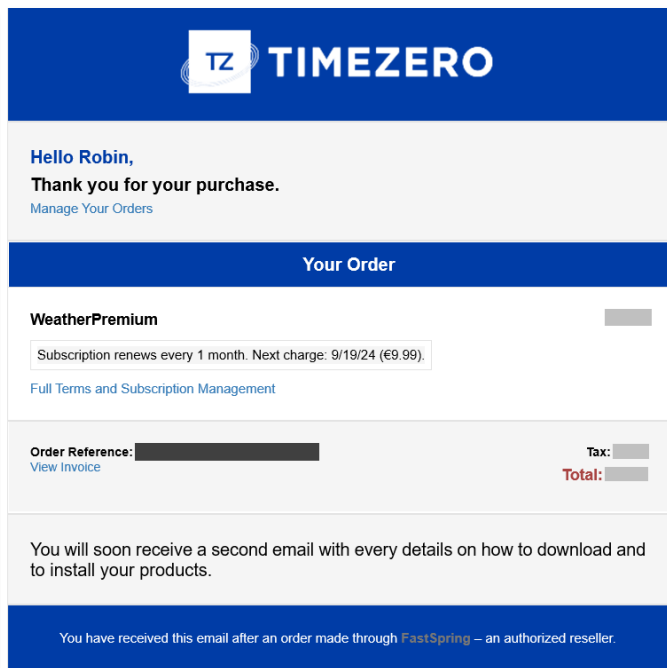 TZ TIMEZERO
Hello Robin,
Thank you for your purchase.
Manage Your Orders
Your Order
WeatherPremium
Subscription renews every 1 month. Next charge: 9/19/24 (€9.99).
Full Terms and Subscription Management
Order Reference:
View Invoice
Tax:
Total:
You will soon receive a second email with every details on how to download and
to install your products.
You have received this email after an order made through FastSpring – an authorized reseller.